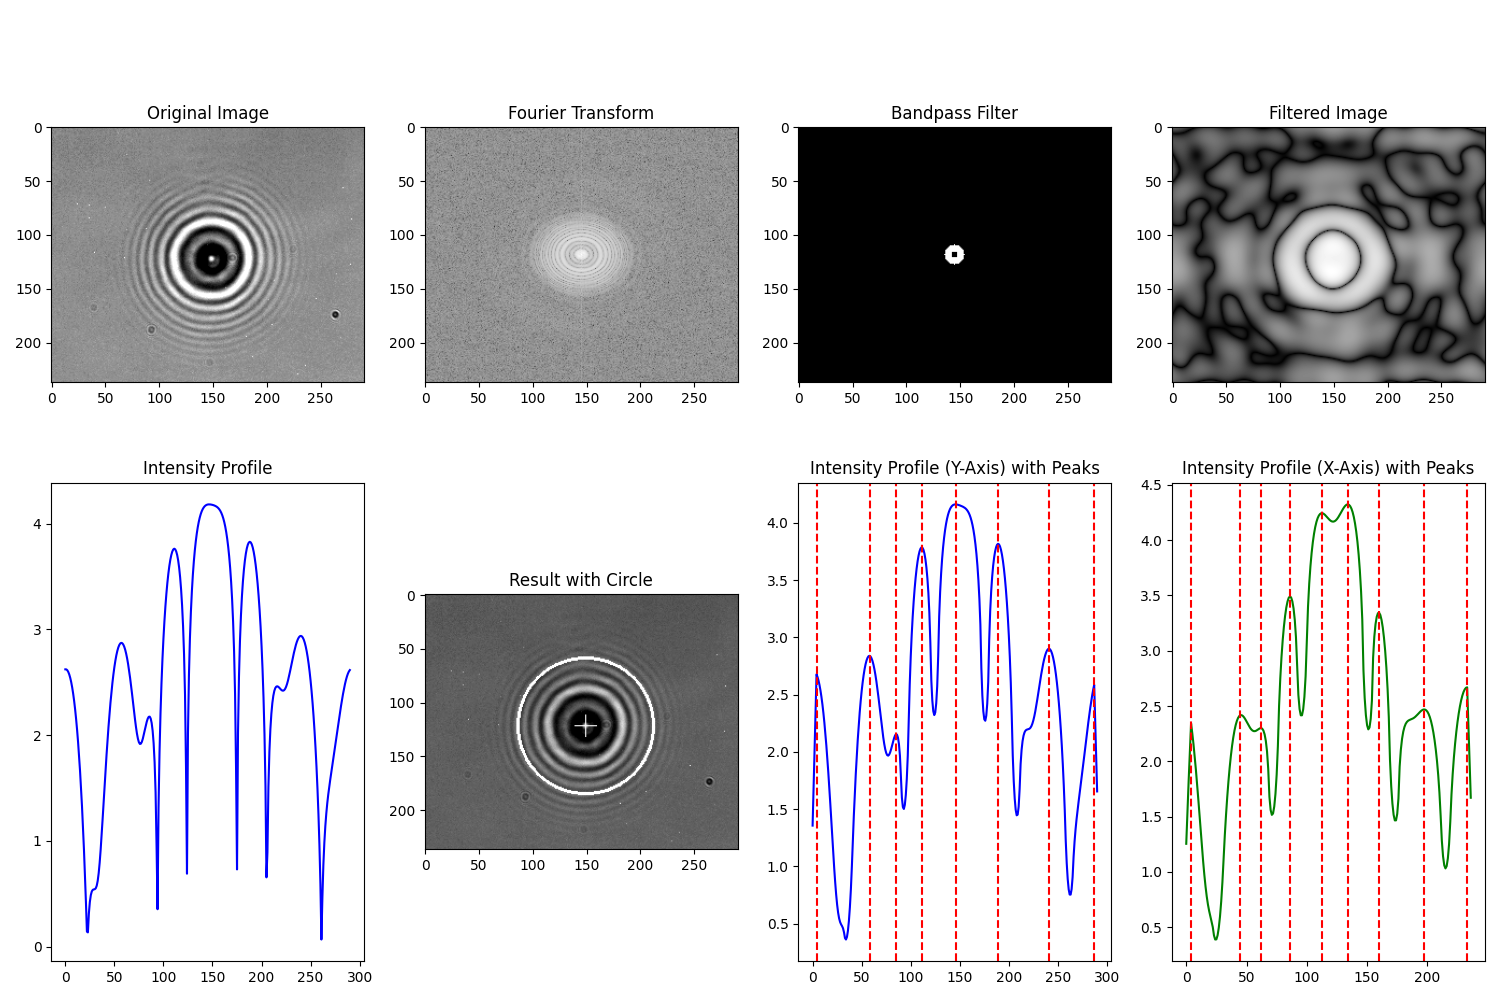 Original Image
Fourier Transform
Bandpass Filter
Filtered Image
0
50
100
150
200
0 50 100 150 200 250
0
50
100
150
200
0 50 100 150 200 250
0
50
100
150
200
0 50 100 150 200 250
0
50
100
150
200
0 50 100 150 200 250
Intensity Profile
4
3
2
1
0
0 50 100 150 200 250 300
Result with Circle
0
50
100
150
200
0 50 100 150 200 250
Intensity Profile (Y-Axis) with Peaks
4.0
3.5
3.0
2.5
2.0
1.5
1.0
0.5
0 50 100 150 200 250 300
Intensity Profile (X-Axis) with Peaks
4.5
4.0
3.5
3.0
2.5
2.0
1.5
1.0
0.5
0 50 100 150 200